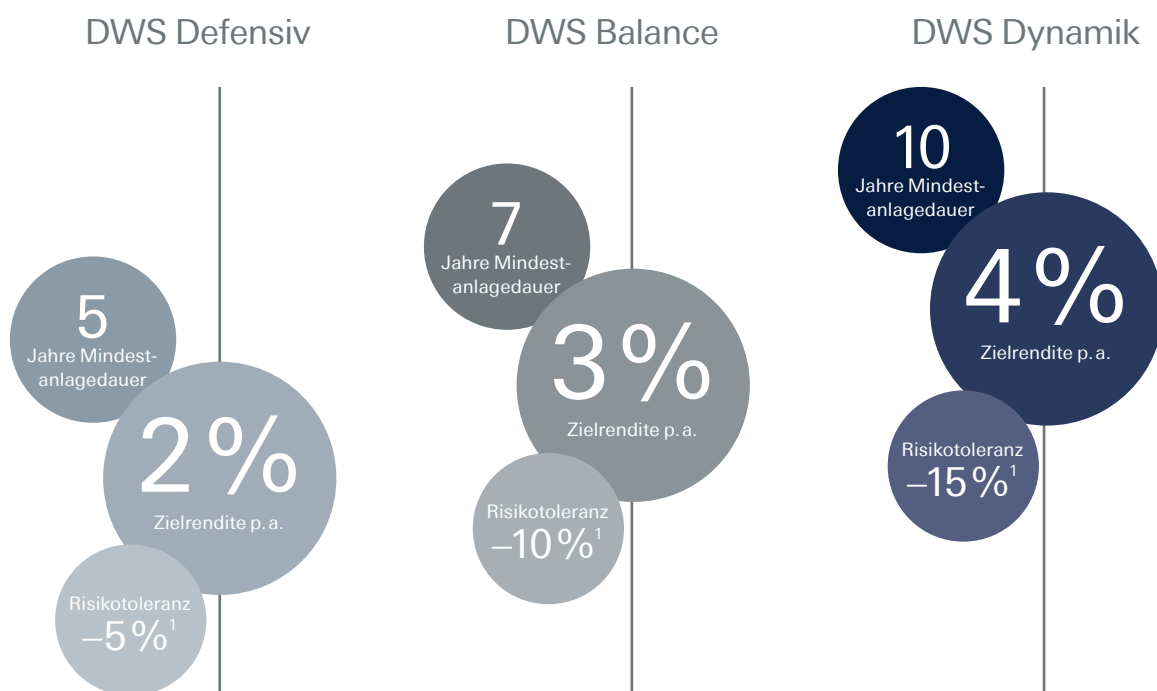 DWS Defensiv
5
Jahre Mindest-
anlagedauer
2 %
Zielrendite p. a.
Risikotoleranz
–5 %¹
DWS Balance
7
Jahre Mindest-
anlagedauer
3 %
Zielrendite p. a.
Risikotoleranz
–10 %¹
DWS Dynamik
10
Jahre Mindest-
anlagedauer
4 %
Zielrendite p. a.
Risikotoleranz
–15 %¹